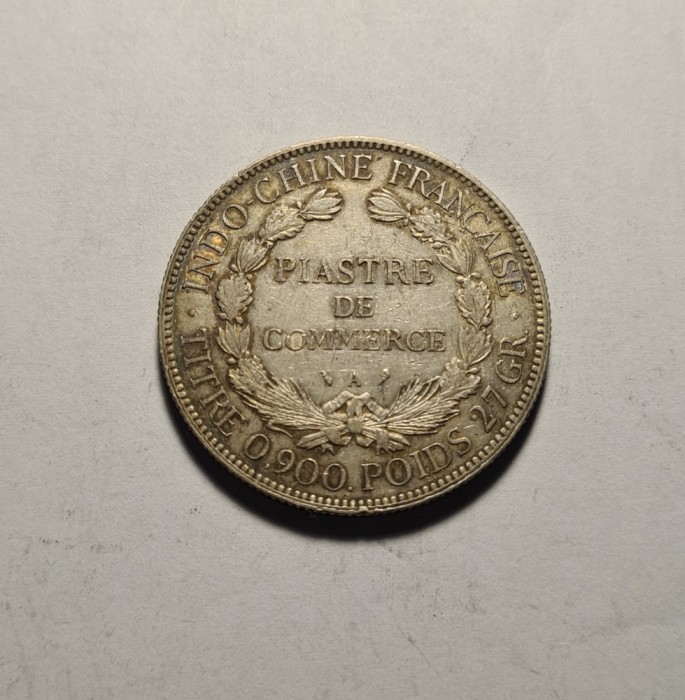 INDO-CHINE FRANÇAISE
PIASTRE
DE
COMMERCE
A
· TITRE 0,900. POIDS 27 GR. ·